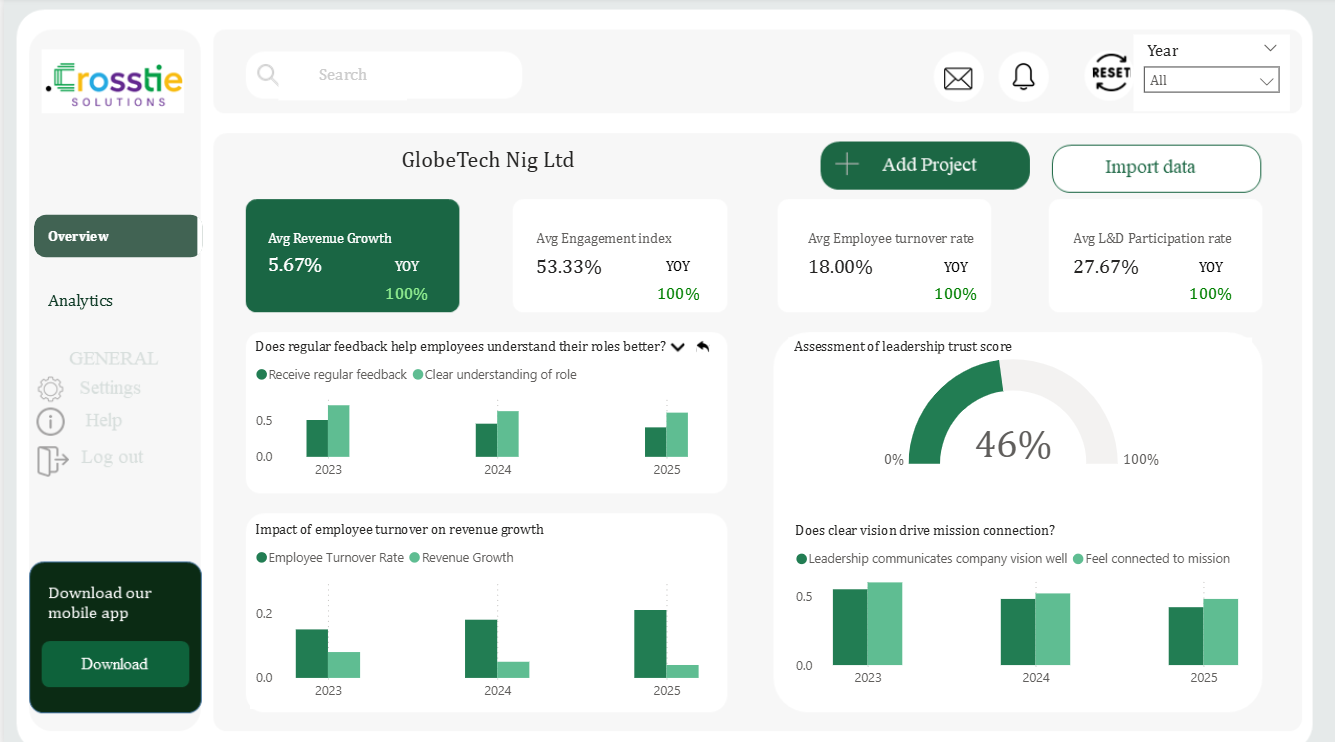 .Crosstie
SOLUTIONS
Search
RESET
Year
All
GlobeTech Nig Ltd
Add Project
Import data
Overview
Analytics
GENERAL
Settings
Help
Log out
Download our
mobile app
Download
Avg Revenue Growth
5.67%
YOY
100%
Avg Engagement index
53.33%
YOY
100%
Avg Employee turnover rate
18.00%
YOY
100%
Avg L&D Participation rate
27.67%
YOY
100%
Does regular feedback help employees understand their roles better?
Receive regular feedback Clear understanding of role
0.5
0.0
2023 2024 2025
Assessment of leadership trust score
46%
0% 100%
Impact of employee turnover on revenue growth
Employee Turnover Rate Revenue Growth
0.2
0.0
2023 2024 2025
Does clear vision drive mission connection?
Leadership communicates company vision well Feel connected to mission
0.5
0.0
2023 2024 2025